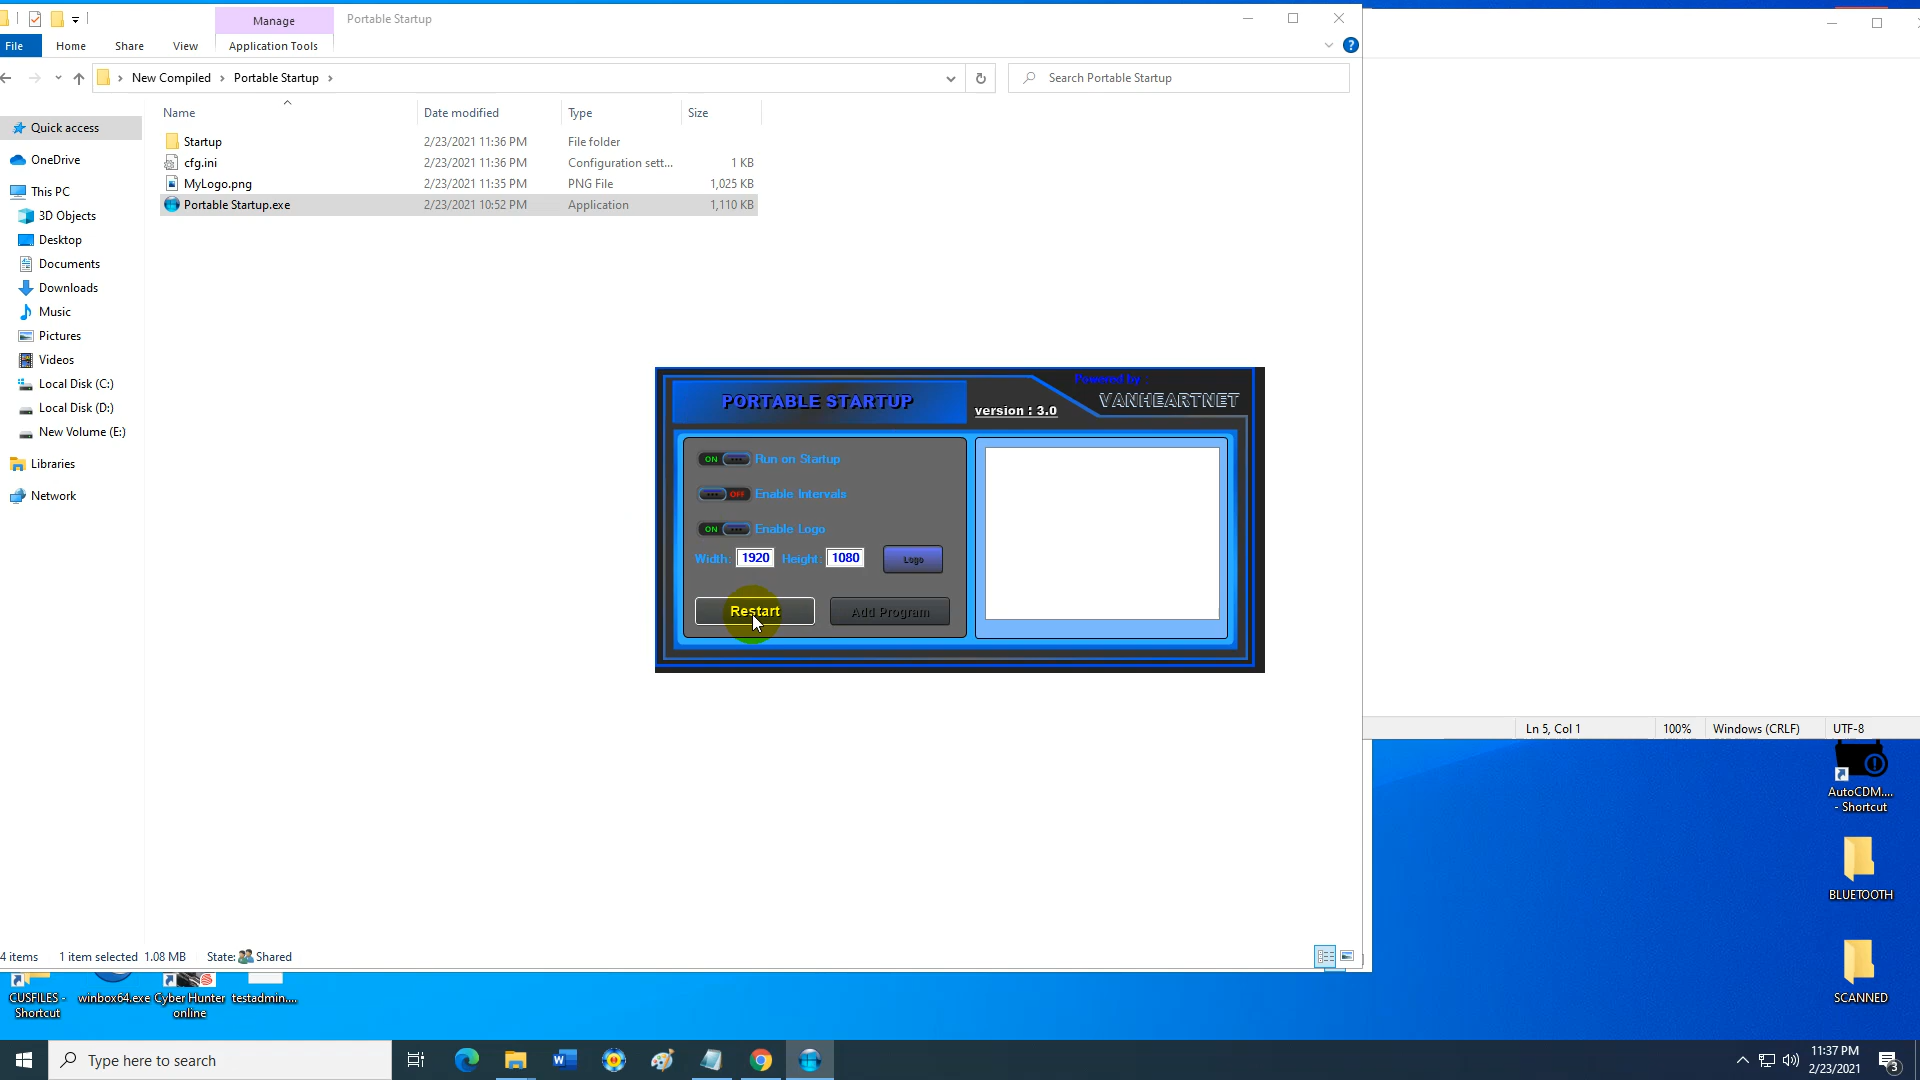 Manage
Portable Startup
File
Home
Share
View
Application Tools
New Compiled
Portable Startup
Search Portable Startup
Name
Date modified
Type
Size
Startup
2/23/2021 11:36 PM
File folder
cfg.ini
2/23/2021 11:36 PM
Configuration sett...
1 KB
MyLogo.png
2/23/2021 11:35 PM
PNG File
1,025 KB
Portable Startup.exe
2/23/2021 10:52 PM
Application
1,110 KB
Quick access
OneDrive
This PC
3D Objects
Desktop
Documents
Downloads
Music
Pictures
Videos
Local Disk (C:)
Local Disk (D:)
New Volume (E:)
Libraries
Network
PORTABLE STARTUP
version : 3.0
Powered by :
VANHEARTNET
ON
Run on Startup
OFF
Enable Intervals
ON
Enable Logo
Width:
1920
Height:
1080
Logo
Restart
Add Program
4 items
1 item selected
1.08 MB
State:
Shared
Ln 5, Col 1
100%
Windows (CRLF)
UTF-8
AutoCDM....
- Shortcut
BLUETOOTH
SCANNED
CUSFILES -
Shortcut
winbox64.exe
Cyber Hunter
online
testadmin....
Type here to search
11:37 PM
2/23/2021
3